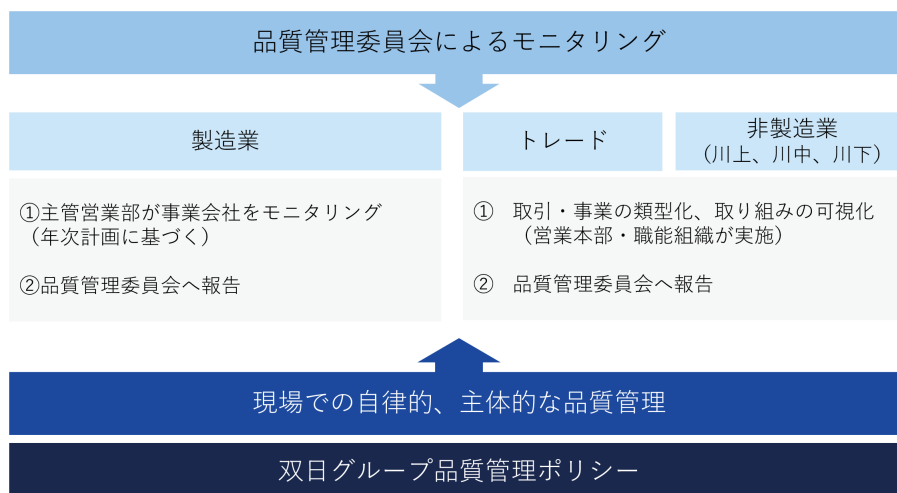 品質管理委員会によるモニタリング
製造業
①主管営業部が事業会社をモニタリング
（年次計画に基づく）
②品質管理委員会へ報告
トレード
非製造業
（川上、川中、川下）
① 取引・事業の類型化、取り組みの可視化
（営業本部・職能組織が実施）
② 品質管理委員会へ報告
現場での自律的、主体的な品質管理
双日グループ品質管理ポリシー